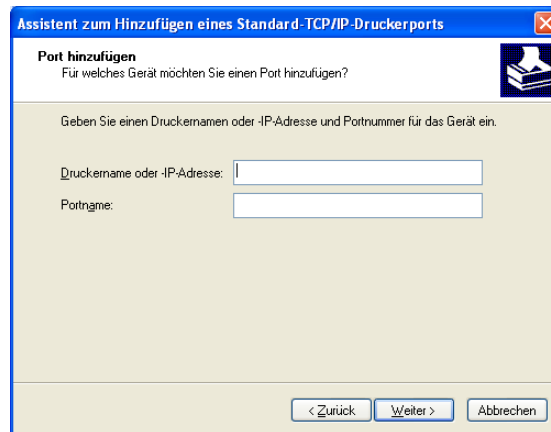 Assistent zum Hinzufügen eines Standard-TCP/IP-Druckerports
Port hinzufügen
Für welches Gerät möchten Sie einen Port hinzufügen?
Geben Sie einen Druckernamen oder -IP-Adresse und Portnummer für das Gerät ein.
Druckername oder -IP-Adresse:
Portname:
< Zurück Weiter > Abbrechen